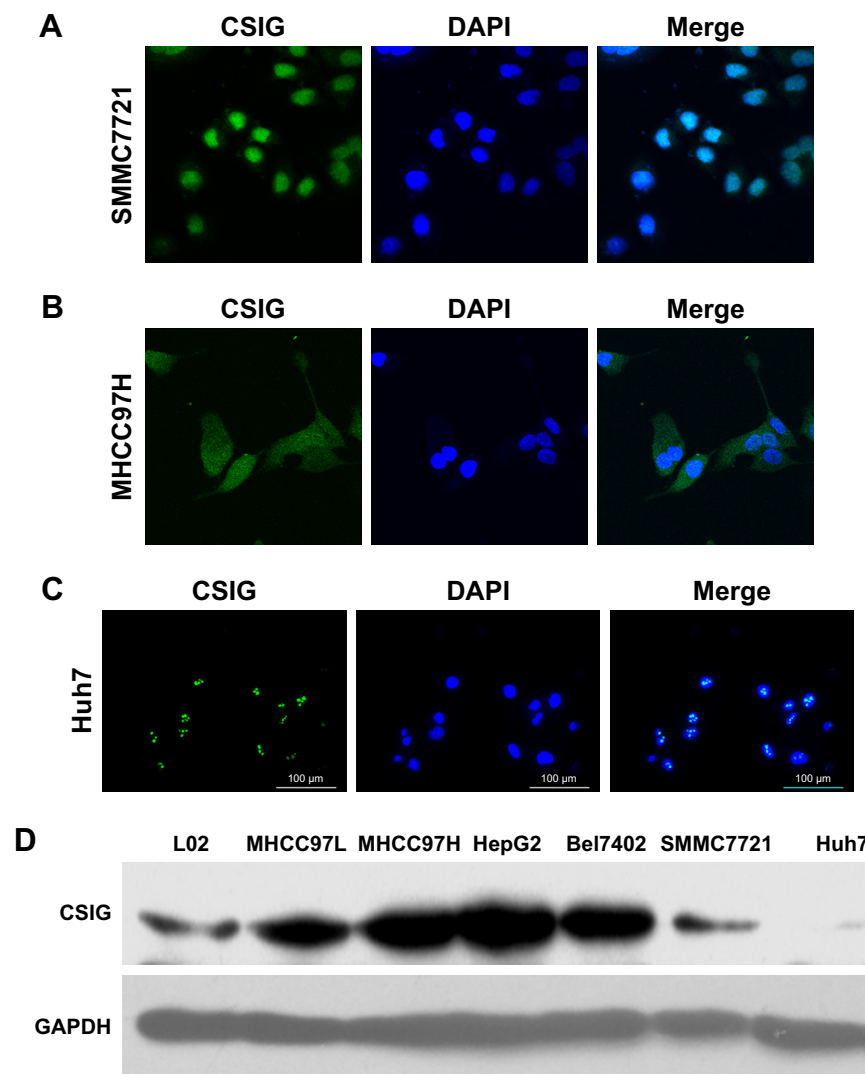 A
CSIG DAPI Merge
SMMC7721
B
CSIG DAPI Merge
MHCC97H
C
CSIG DAPI Merge
Huh7
100 µm 100 µm 100 µm
D
L02 MHCC97L MHCC97H HepG2 Bel7402 SMMC7721 Huh7
CSIG
GAPDH